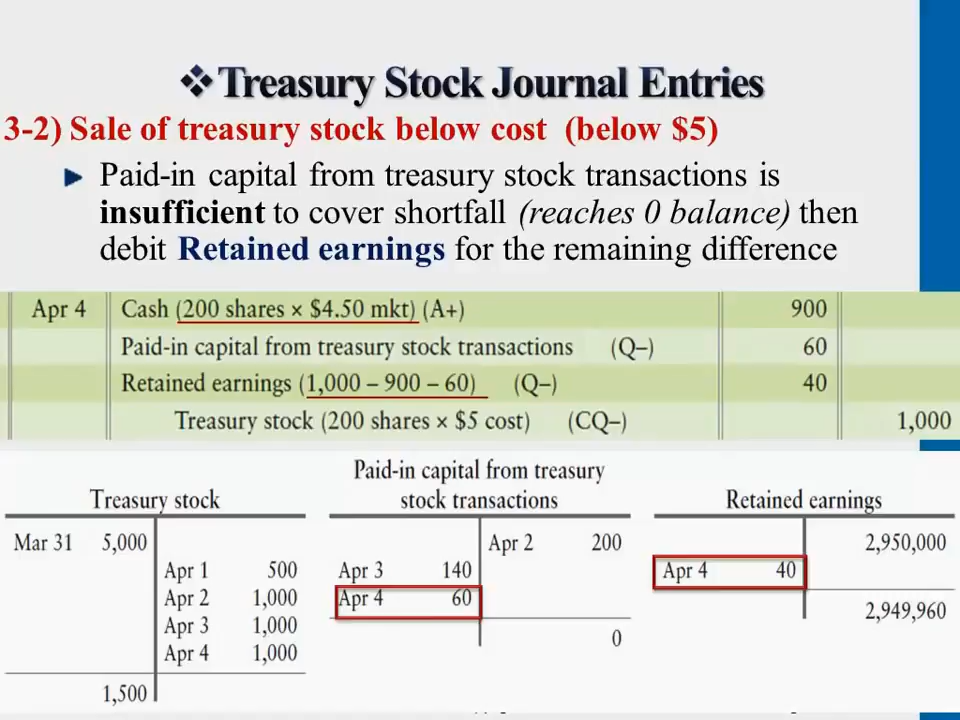 ❖Treasury Stock Journal Entries
3-2) Sale of treasury stock below cost (below $5)
Paid-in capital from treasury stock transactions is
insufficient to cover shortfall (reaches 0 balance) then
debit Retained earnings for the remaining difference
Apr 4 Cash (200 shares × $4.50 mkt) (A+) 900
Paid-in capital from treasury stock transactions (Q–) 60
Retained earnings (1,000 – 900 – 60) (Q–) 40
Treasury stock (200 shares × $5 cost) (CQ–) 1,000
Paid-in capital from treasury
Treasury stock stock transactions Retained earnings
Mar 31 5,000 Apr 2 200 2,950,000
Apr 1 500 Apr 3 140 Apr 4 40
Apr 2 1,000 Apr 4 60 2,949,960
Apr 3 1,000 0
Apr 4 1,000
1,500